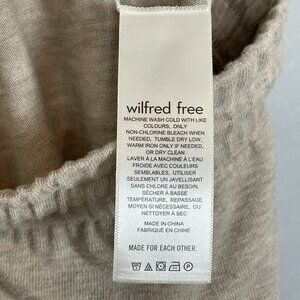 wilfred free
MACHINE WASH COLD WITH LIKE
COLOURS, ONLY
NON-CHLORINE BLEACH WHEN
NEEDED, TUMBLE DRY LOW,
WARM IRON ONLY IF NEEDED,
OR DRY CLEAN
LAVER À LA MACHINE À L'EAU
FROIDE AVEC COULEURS
SEMBLABLES, UTILISER
SEULEMENT UN JAVELLISANT
SANS CHLORE AU BESOIN,
SÉCHER À BASSE
TEMPÉRATURE, REPASSAGE
MOYEN SI NÉCESSAIRE, OU
NETTOYER À SEC
MADE IN CHINA
FABRIQUÉ EN CHINE
MADE FOR EACH OTHER.